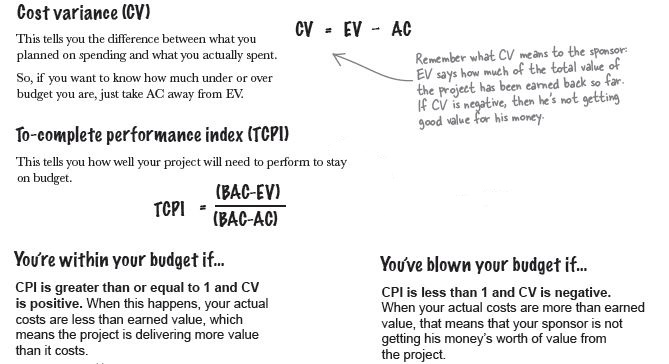 Cost variance (CV)
This tells you the difference between what you
planned on spending and what you actually spent.
So, if you want to know how much under or over
budget you are, just take AC away from EV.
CV = EV - AC
Remember what CV means to the sponsor:
EV says how much of the total value of
the project has been earned back so far.
If CV is negative, then he's not getting
good value for his money.
To-complete performance index (TCPI)
This tells you how well your project will need to perform to stay
on budget.
TCPI = (BAC-EV)
(BAC-AC)
You're within your budget if...
CPI is greater than or equal to 1 and CV
is positive. When this happens, your actual
costs are less than earned value, which
means the project is delivering more value
than it costs.
You've blown your budget if...
CPI is less than 1 and CV is negative.
When your actual costs are more than earned
value, that means that your sponsor is not
getting his money's worth of value from
the project.